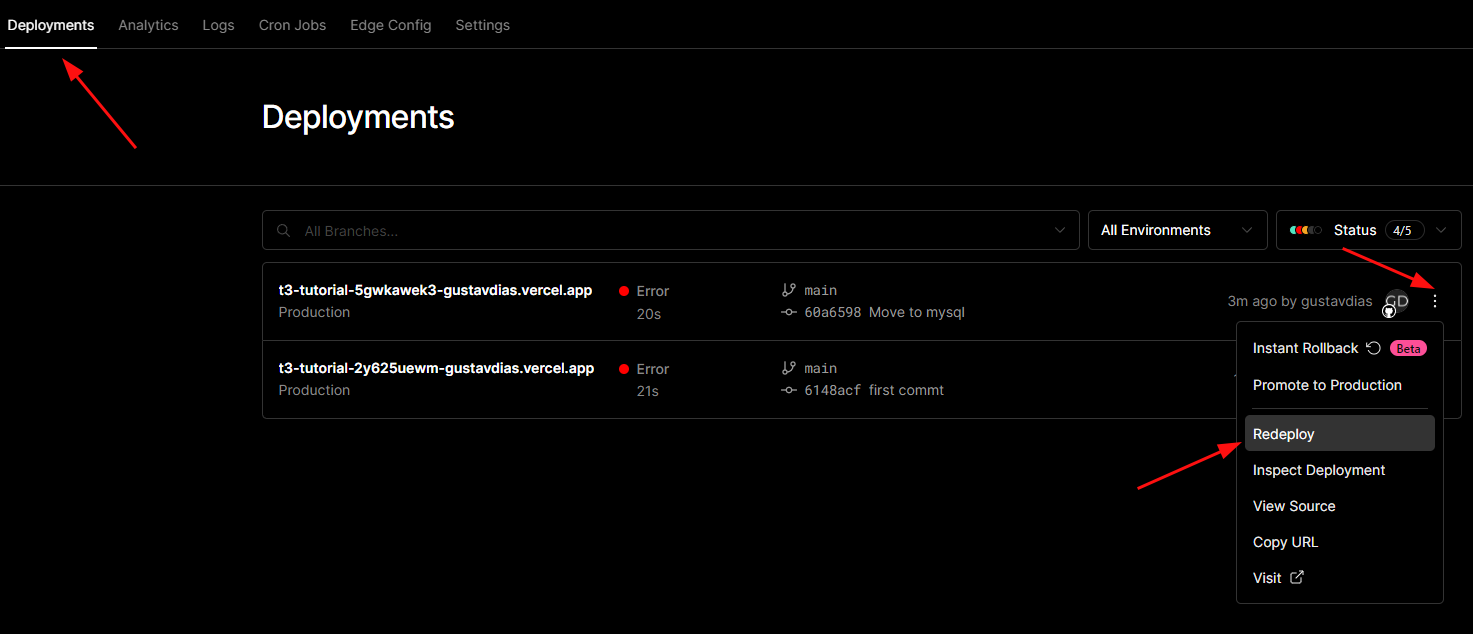 Deployments Analytics Logs Cron Jobs Edge Config Settings
Deployments
All Branches...
All Environments
Status 4/5
t3-tutorial-5gwkawek3-gustavdias.vercel.app Error main
Production 20s 60a6598 Move to mysql
3m ago by gustavdias GD
t3-tutorial-2y625uewm-gustavdias.vercel.app Error main
Production 21s 6148acf first commt
Instant Rollback Beta
Promote to Production
Redeploy
Inspect Deployment
View Source
Copy URL
Visit